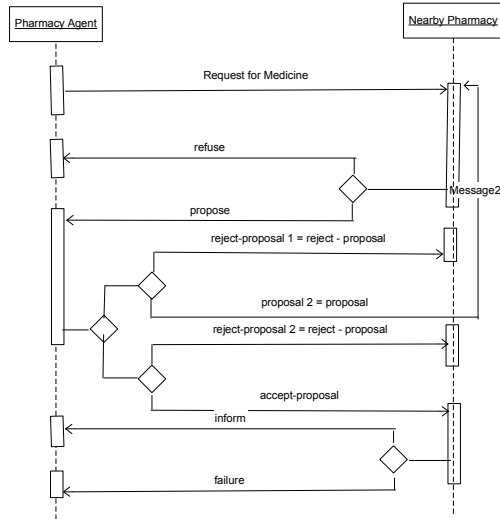 Pharmacy Agent
Nearby Pharmacy
Request for Medicine
refuse
Message2
propose
reject-proposal 1 = reject - proposal
proposal 2 = proposal
reject-proposal 2 = reject - proposal
accept-proposal
inform
failure